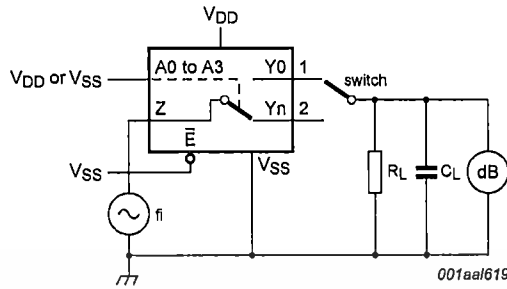 VDD
VDD or VSS
A0 to A3
Y0
1
switch
Z
Yn
2
E̅
VSS
VSS
RL
CL
dB
fi
001aal619